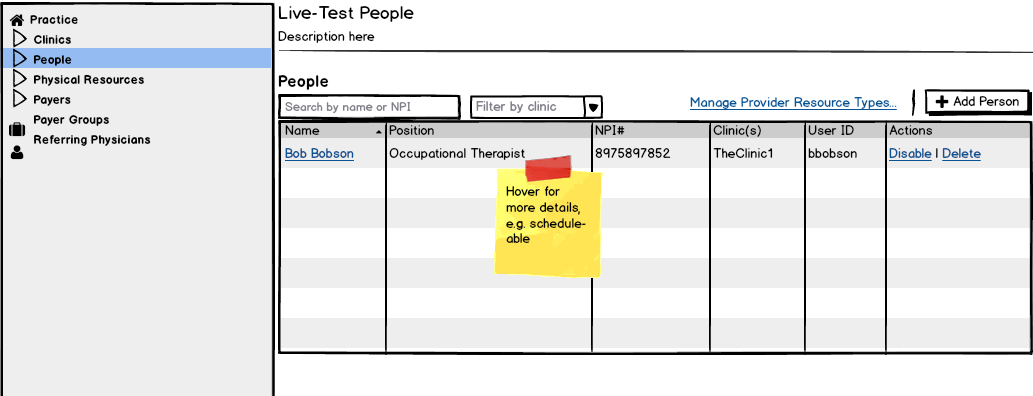 Practice
Clinics
People
Physical Resources
Payers
Payer Groups
Referring Physicians
Live-Test People
Description here
People
Search by name or NPI
Filter by clinic
Manage Provider Resource Types...
Add Person
Name Position NPI# Clinic(s) User ID Actions
Bob Bobson Occupational Therapist 8975897852 TheClinic1 bbobson Disable | Delete
Hover for
more details,
e.g. schedule-
able